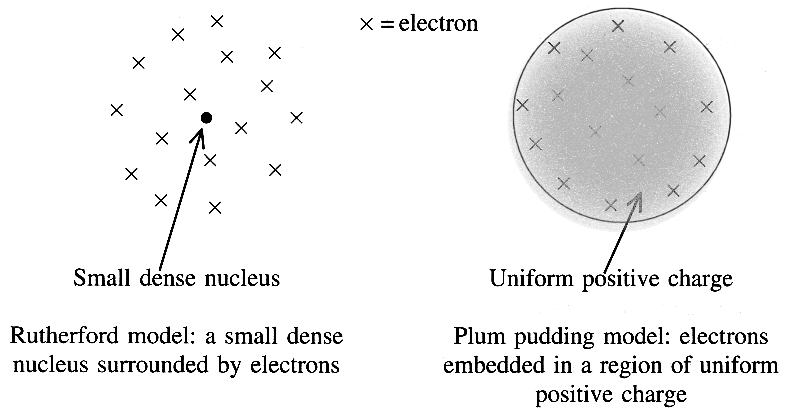 × = electron
Small dense nucleus
Uniform positive charge
Rutherford model: a small dense
nucleus surrounded by electrons
Plum pudding model: electrons
embedded in a region of uniform
positive charge